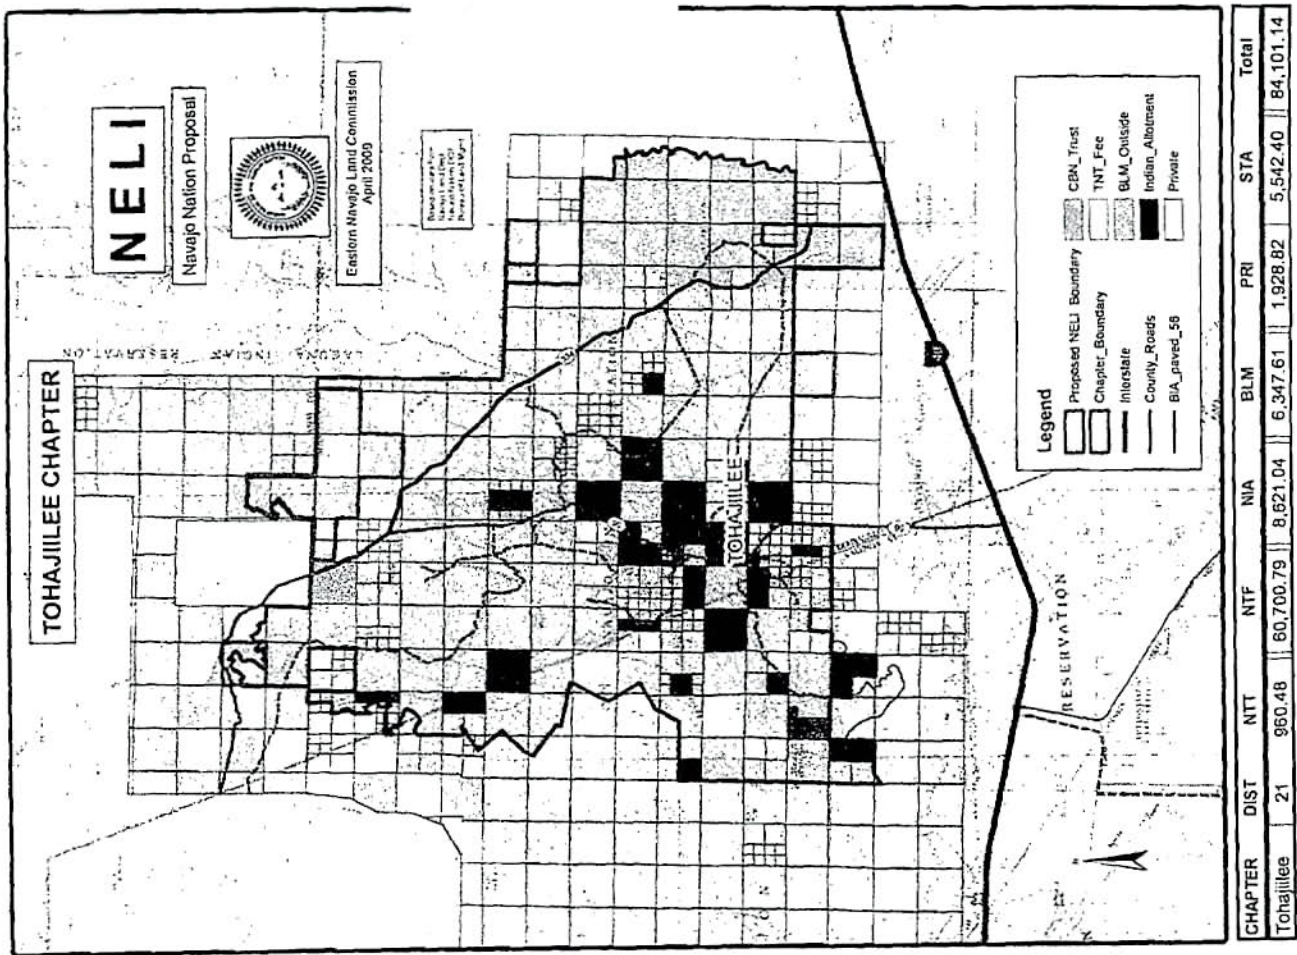 TOHAJIILEE CHAPTER
NELI
Navajo Nation Proposal
Eastern Navajo Land Commission
April 2009
LAGUNA INDIAN
RESERVATION
TOHAJIILEE
RESERVATION
Legend
Proposed NELI Boundary
Chapter_Boundary
Interstate
County_Roads
BIA_paved_56
CBN_Trust
TNT_Fee
BLM_Outside
Indian_Allotment
Private
CHAPTER DIST NTT NTF NIA BLM PRI STA Total
Tohajiilee 21 960.48 60,700.79 8,621.04 6,347.61 1,928.82 5,542.40 84,101.14